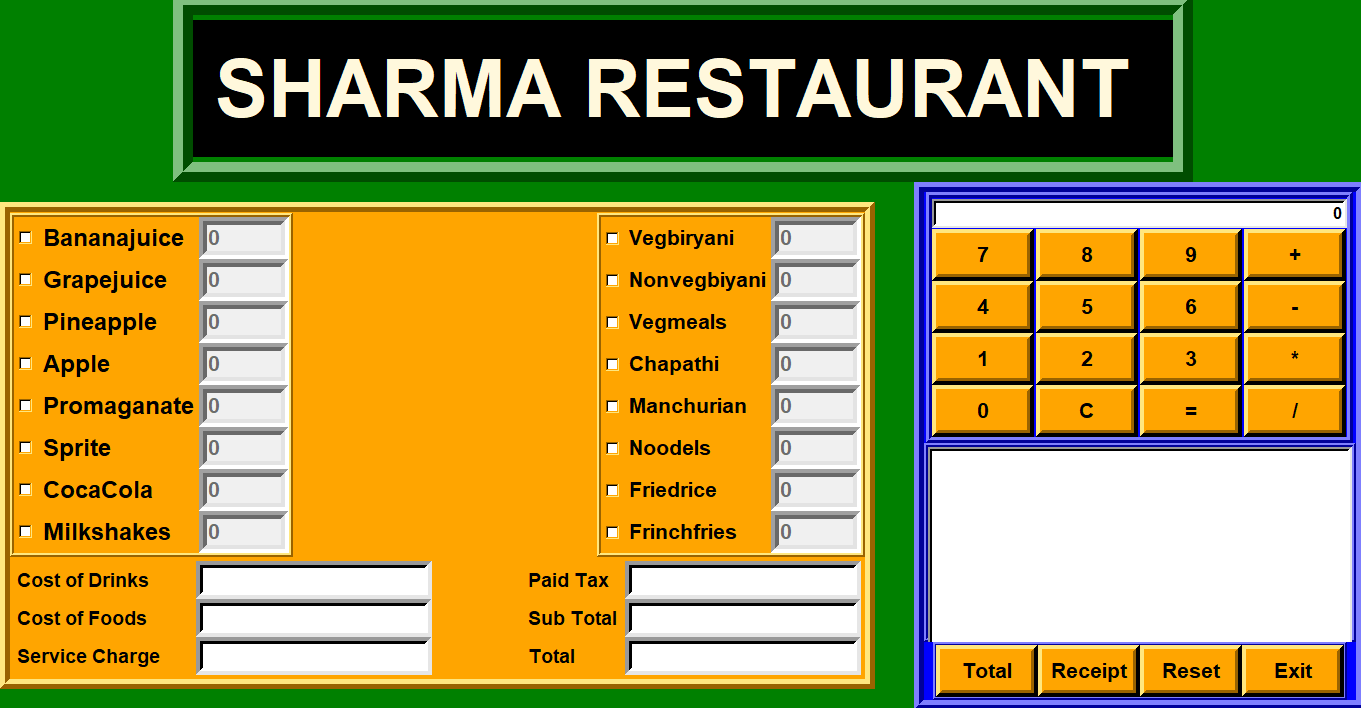 SHARMA RESTAURANT
Bananajuice 0
Grapejuice 0
Pineapple 0
Apple 0
Promaganate 0
Sprite 0
CocaCola 0
Milkshakes 0
Vegbiryani 0
Nonvegbiyani 0
Vegmeals 0
Chapathi 0
Manchurian 0
Noodels 0
Friedrice 0
Frinchfries 0
Cost of Drinks
Cost of Foods
Service Charge
Paid Tax
Sub Total
Total
0
7 8 9 +
4 5 6 -
1 2 3 *
0 C = /
Total Receipt Reset Exit